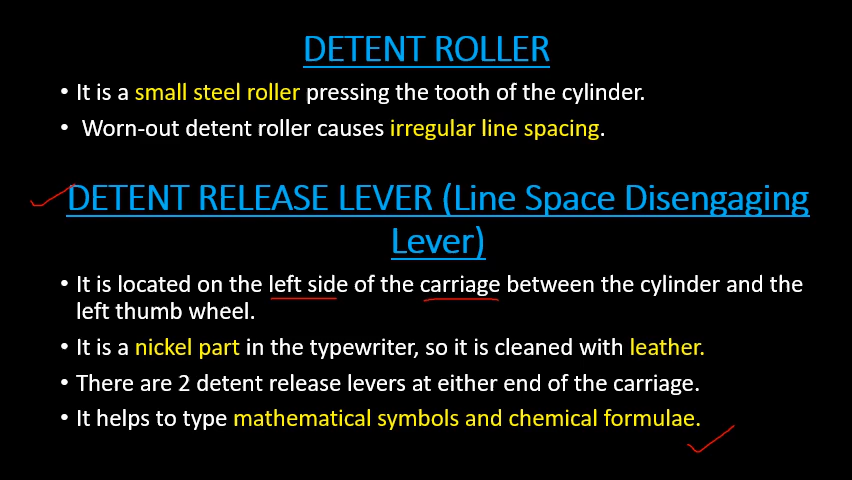 DETENT ROLLER
• It is a small steel roller pressing the tooth of the cylinder.
• Worn-out detent roller causes irregular line spacing.
DETENT RELEASE LEVER (Line Space Disengaging
Lever)
• It is located on the left side of the carriage between the cylinder and the
left thumb wheel.
• It is a nickel part in the typewriter, so it is cleaned with leather.
• There are 2 detent release levers at either end of the carriage.
• It helps to type mathematical symbols and chemical formulae.